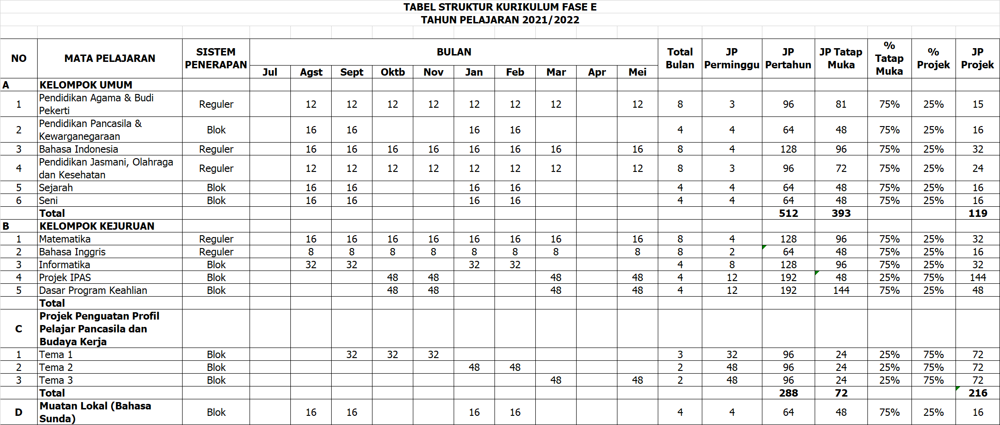 TABEL STRUKTUR KURIKULUM FASE E
TAHUN PELAJARAN 2021/2022
NO MATA PELAJARAN SISTEM PENERAPAN BULAN Total Bulan JP Perminggu JP Pertahun JP Tatap Muka % Tatap Muka % Projek JP Projek
Jul Agst Sept Oktb Nov Jan Feb Mar Apr Mei
A KELOMPOK UMUM
1 Pendidikan Agama & Budi Pekerti Reguler 12 12 12 12 12 12 12 12 8 3 96 81 75% 25% 15
2 Pendidikan Pancasila & Kewarganegaraan Blok 16 16 16 16 4 4 64 48 75% 25% 16
3 Bahasa Indonesia Reguler 16 16 16 16 16 16 16 16 8 4 128 96 75% 25% 32
4 Pendidikan Jasmani, Olahraga dan Kesehatan Reguler 12 12 12 12 12 12 12 12 8 3 96 72 75% 25% 24
5 Sejarah Blok 16 16 16 16 4 4 64 48 75% 25% 16
6 Seni Blok 16 16 16 16 4 4 64 48 75% 25% 16
Total 512 393 119
B KELOMPOK KEJURUAN
1 Matematika Reguler 16 16 16 16 16 16 16 16 8 4 128 96 75% 25% 32
2 Bahasa Inggris Reguler 8 8 8 8 8 8 8 8 8 2 64 48 75% 25% 16
3 Informatika Blok 32 32 32 32 4 8 128 96 75% 25% 32
4 Projek IPAS Blok 48 48 48 48 4 12 192 48 25% 75% 144
5 Dasar Program Keahlian Blok 48 48 48 48 4 12 192 144 75% 25% 48
Total
C Projek Penguatan Profil Pelajar Pancasila dan Budaya Kerja
1 Tema 1 Blok 32 32 32 3 32 96 24 25% 75% 72
2 Tema 2 Blok 48 48 2 48 96 24 25% 75% 72
3 Tema 3 Blok 48 48 2 48 96 24 25% 75% 72
Total 288 72 216
D Muatan Lokal (Bahasa Sunda) Blok 16 16 16 16 4 4 64 48 75% 25% 16